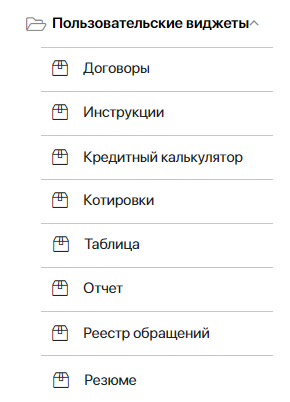 Пользовательские виджеты
Договоры
Инструкции
Кредитный калькулятор
Котировки
Таблица
Отчет
Реестр обращений
Резюме